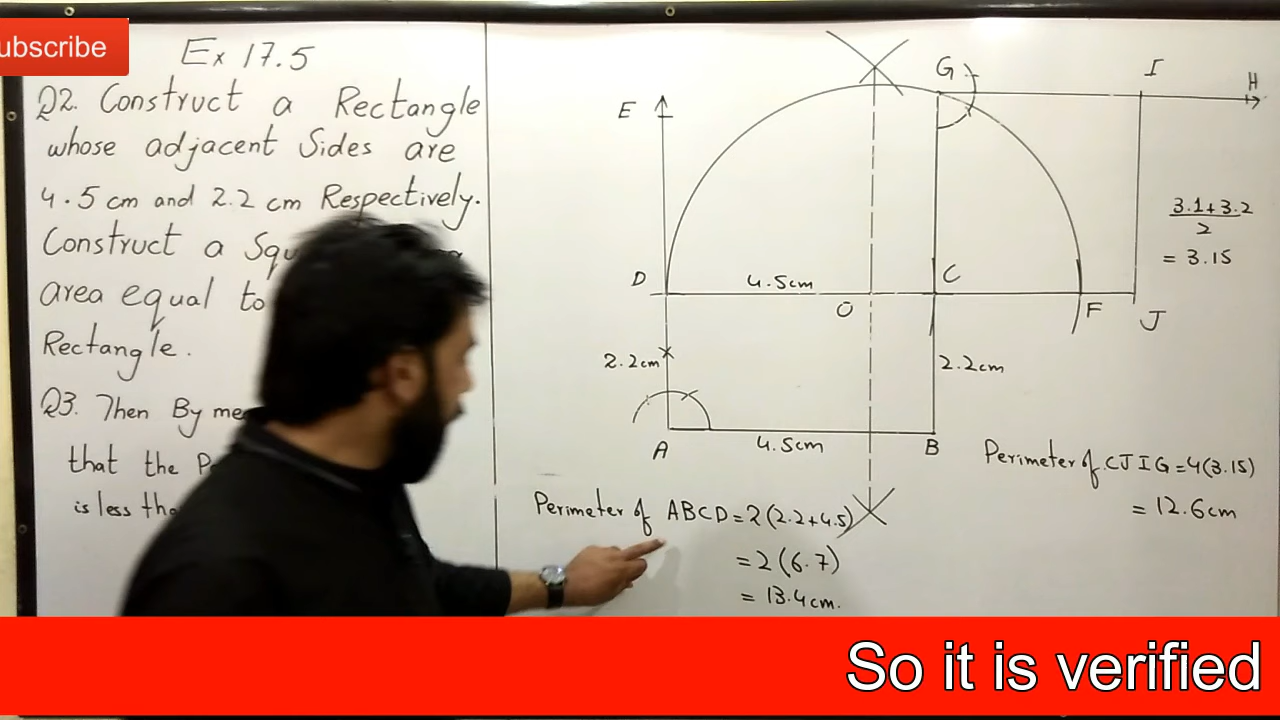 ubscribe
Ex 17.5
Q2. Construct a Rectangle
whose adjacent Sides are
4.5 cm and 2.2 cm Respectively.
Construct a Squ
area equal to
Rectangle.
Q3. Then By me
that the P
is less tha
E
G
I
H
D
4.5cm
C
O
F
J
2.2cm
2.2cm
A
4.5cm
B
3.1+3.2
2
= 3.15
Perimeter of ABCD=2(2.2+4.5)
=2(6.7)
= 13.4cm.
Perimeter of CJIG=4(3.15)
= 12.6cm
So it is verified